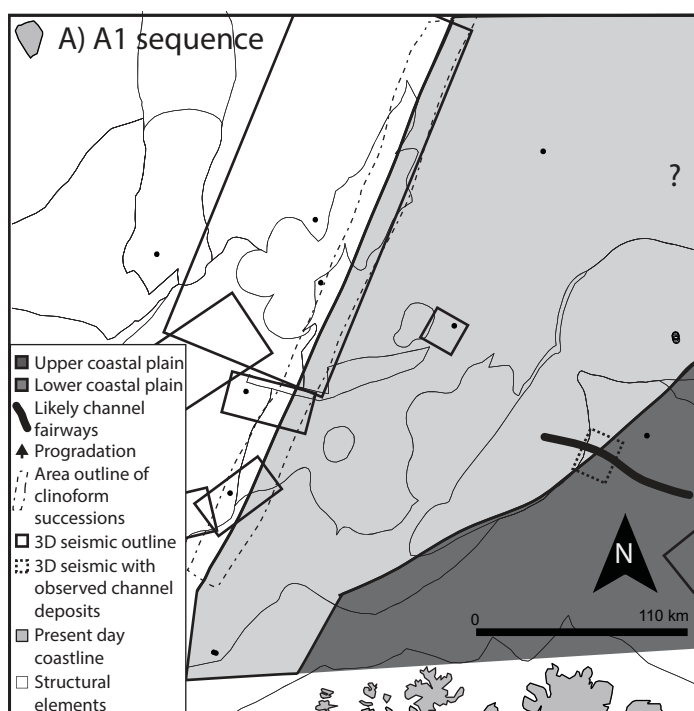 A) A1 sequence
?
Upper coastal plain
Lower coastal plain
Likely channel
fairways
Progradation
Area outline of
clinoform
successions
3D seismic outline
3D seismic with
observed channel
deposits
Present day
coastline
Structural
elements
N
0 110 km